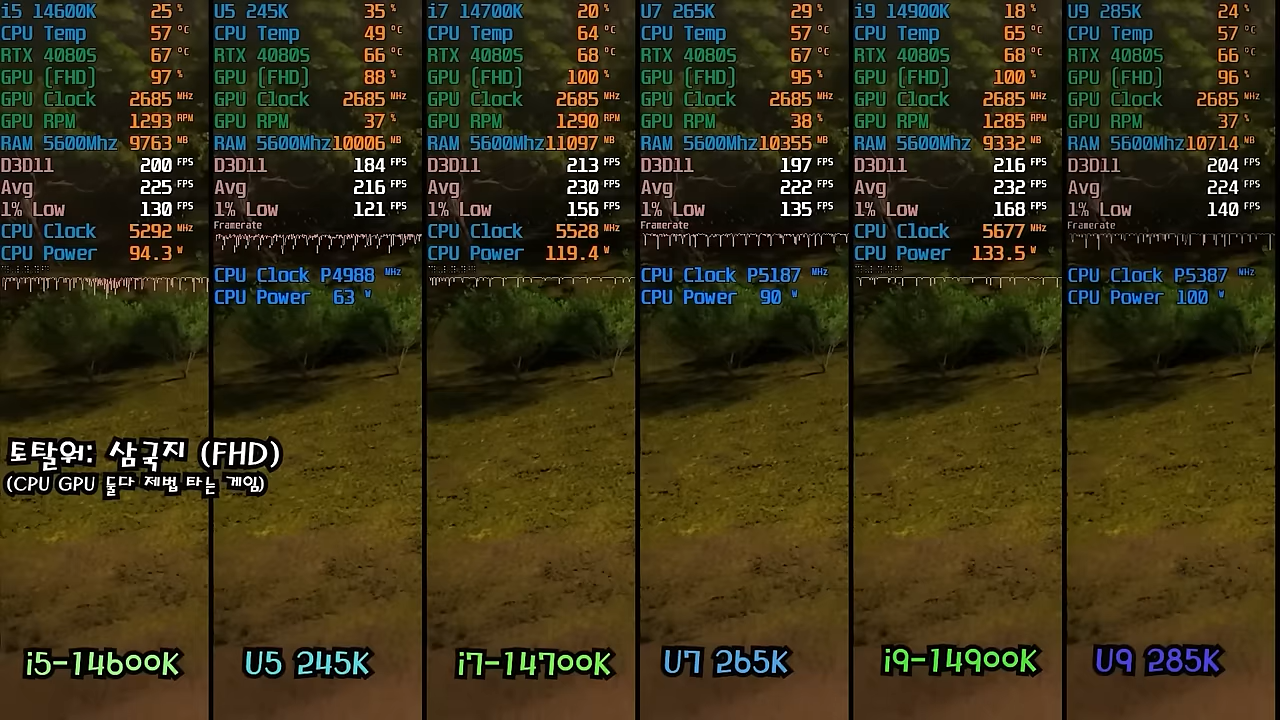 i5 14600K 25 %
CPU Temp 57 °C
RTX 4080S 67 °C
GPU (FHD) 97 %
GPU Clock 2685 MHz
GPU RPM 1293 RPM
RAM 5600Mhz 9763 MB
D3D11 200 FPS
Avg 225 FPS
1% Low 130 FPS
CPU Clock 5292 MHz
CPU Power 94.3 W
U5 245K 35 %
CPU Temp 49 °C
RTX 4080S 66 °C
GPU (FHD) 88 %
GPU Clock 2685 MHz
GPU RPM 37 %
RAM 5600Mhz 10006 MB
D3D11 184 FPS
Avg 216 FPS
1% Low 121 FPS
Framerate
CPU Clock P4988 MHz
CPU Power 63 W
i7 14700K 20 %
CPU Temp 64 °C
RTX 4080S 68 °C
GPU (FHD) 100 %
GPU Clock 2685 MHz
GPU RPM 1290 RPM
RAM 5600Mhz 11097 MB
D3D11 213 FPS
Avg 230 FPS
1% Low 156 FPS
CPU Clock 5528 MHz
CPU Power 119.4 W
U7 265K 29 %
CPU Temp 57 °C
RTX 4080S 67 °C
GPU (FHD) 95 %
GPU Clock 2685 MHz
GPU RPM 38 %
RAM 5600Mhz 10355 MB
D3D11 197 FPS
Avg 222 FPS
1% Low 135 FPS
Framerate
CPU Clock P5187 MHz
CPU Power 90 W
i9 14900K 18 %
CPU Temp 65 °C
RTX 4080S 68 °C
GPU (FHD) 100 %
GPU Clock 2685 MHz
GPU RPM 1285 RPM
RAM 5600Mhz 9332 MB
D3D11 216 FPS
Avg 232 FPS
1% Low 168 FPS
CPU Clock 5677 MHz
CPU Power 133.5 W
U9 285K 24 %
CPU Temp 57 °C
RTX 4080S 66 °C
GPU (FHD) 96 %
GPU Clock 2685 MHz
GPU RPM 37 %
RAM 5600Mhz 10714 MB
D3D11 204 FPS
Avg 224 FPS
1% Low 140 FPS
Framerate
CPU Clock P5387 MHz
CPU Power 100 W
토탈워: 삼국지 (FHD)
(CPU GPU 둘다 제법 타는 게임)
i5-14600K
U5 245K
i7-14700K
U7 265K
i9-14900K
U9 285K